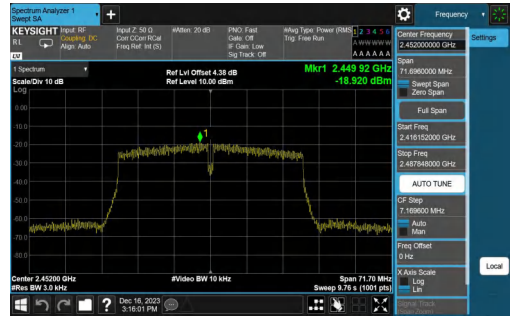 Spectrum Analyzer 1
Swept SA
Frequency
KEYSIGHT
Input: RF
Coupling: DC
Align: Auto
Input Z: 50 Ω
Corr CCorr RCal
Freq Ref: Int (S)
#Atten: 20 dB
PNO: Fast
Gate: Off
IF Gain: Low
Sig Track: Off
#Avg Type: Power (RMS
Trig: Free Run
1 2 3 4 5 6
A W W W W W
A A A A A A
RL
LXI
1 Spectrum
Scale/Div 10 dB
Log
Ref Lvl Offset 4.38 dB
Ref Level 10.00 dBm
Mkr1 2.449 92 GHz
-18.920 dBm
1
0.00
-10.0
-20.0
-30.0
-40.0
-50.0
-60.0
-70.0
-80.0
Center 2.45200 GHz
#Res BW 3.0 kHz
#Video BW 10 kHz
Span 71.70 MHz
Sweep 9.76 s (1001 pts)
Dec 16, 2023
3:16:01 PM
Center Frequency
2.452000000 GHz
Settings
Span
71.6960000 MHz
Swept Span
Zero Span
Full Span
Start Freq
2.416152000 GHz
Stop Freq
2.487848000 GHz
AUTO TUNE
CF Step
7.169600 MHz
Auto
Man
Freq Offset
0 Hz
X Axis Scale
Log
Lin
Local
Signal Track